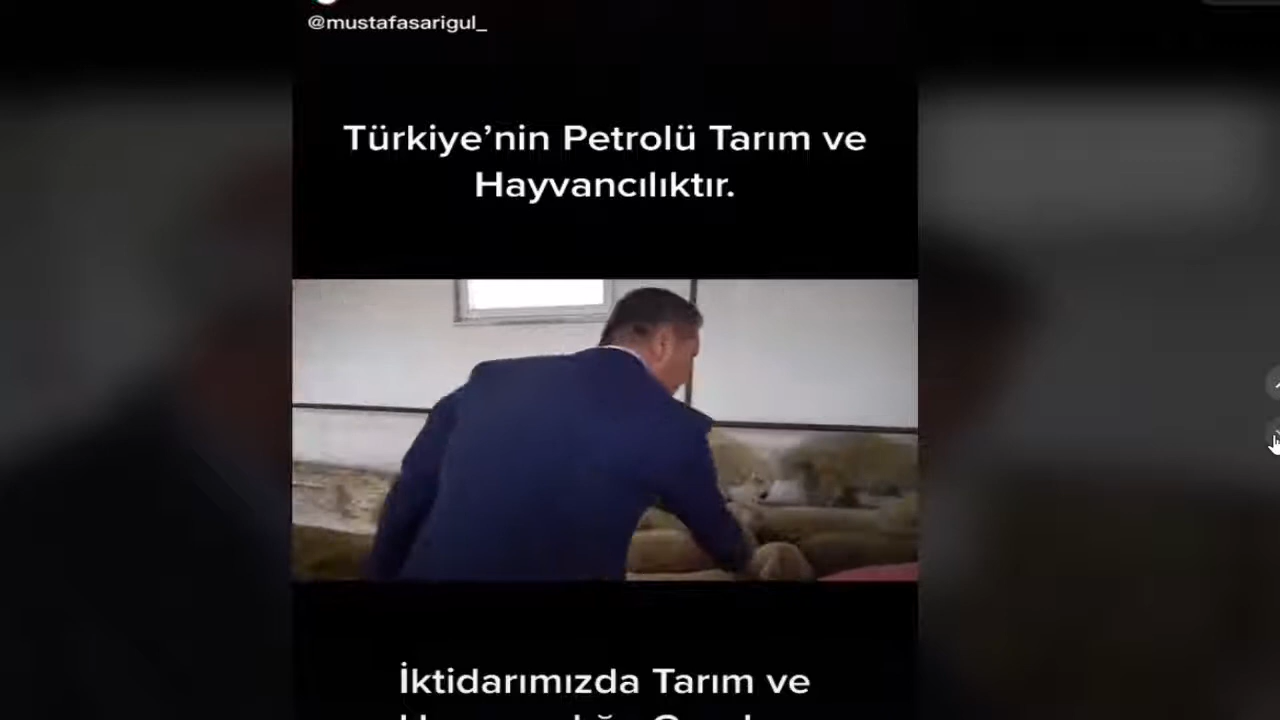 @mustafasarigul_
Türkiye’nin Petrolü Tarım ve
Hayvancılıktır.
İktidarımızda Tarım ve